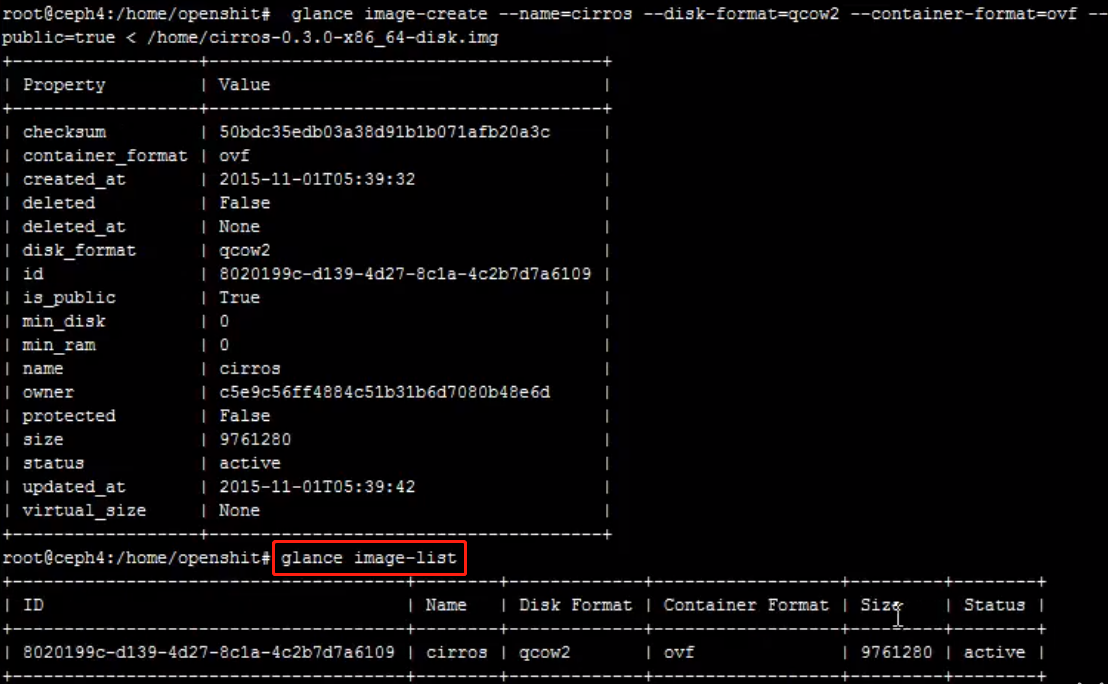 root@ceph4:/home/openshit#  glance image-create --name=cirros --disk-format=qcow2 --container-format=ovf --
public=true < /home/cirros-0.3.0-x86_64-disk.img
+------------------+--------------------------------------+
| Property         | Value                                |
+------------------+--------------------------------------+
| checksum         | 50bdc35edb03a38d91b1b071afb20a3c     |
| container_format | ovf                                  |
| created_at       | 2015-11-01T05:39:32                  |
| deleted          | False                                |
| deleted_at       | None                                 |
| disk_format      | qcow2                                |
| id               | 8020199c-d139-4d27-8c1a-4c2b7d7a6109 |
| is_public        | True                                 |
| min_disk         | 0                                    |
| min_ram          | 0                                    |
| name             | cirros                               |
| owner            | c5e9c56ff4884c51b31b6d7080b48e6d     |
| protected        | False                                |
| size             | 9761280                              |
| status           | active                               |
| updated_at       | 2015-11-01T05:39:42                  |
| virtual_size     | None                                 |
+------------------+--------------------------------------+
root@ceph4:/home/openshit# glance image-list
+--------------------------------------+--------+-------------+------------------+---------+--------+
| ID                                   | Name   | Disk Format | Container Format | Size    | Status |
+--------------------------------------+--------+-------------+------------------+---------+--------+
| 8020199c-d139-4d27-8c1a-4c2b7d7a6109 | cirros | qcow2       | ovf              | 9761280 | active |
+--------------------------------------+--------+-------------+------------------+---------+--------+